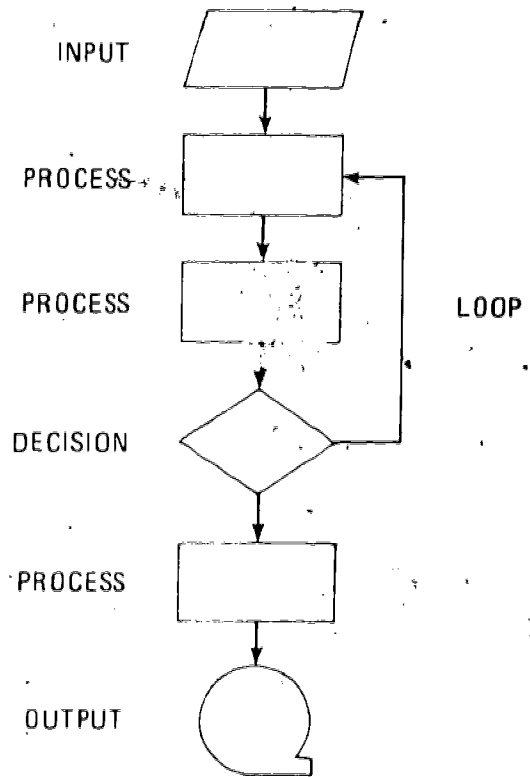 INPUT
PROCESS
PROCESS
LOOP
DECISION
PROCESS
OUTPUT